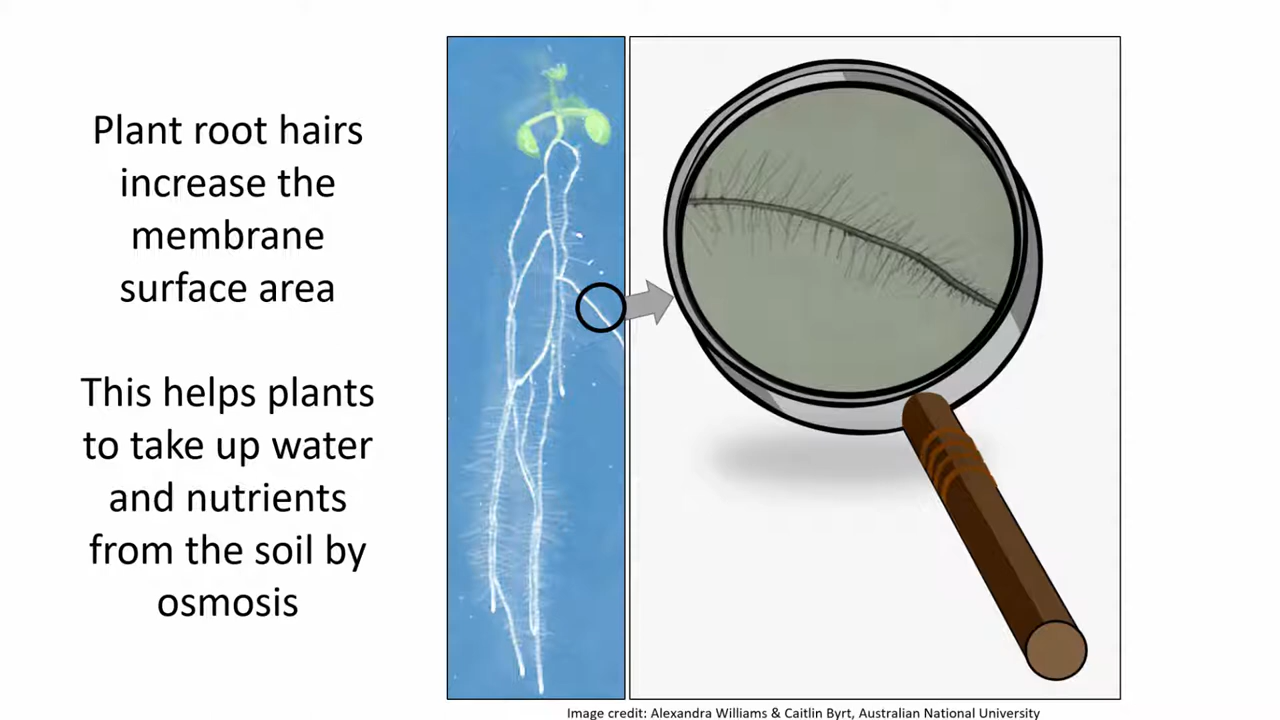 Plant root hairs
increase the
membrane
surface area
This helps plants
to take up water
and nutrients
from the soil by
osmosis
Image credit: Alexandra Williams & Caitlin Byrt, Australian National University